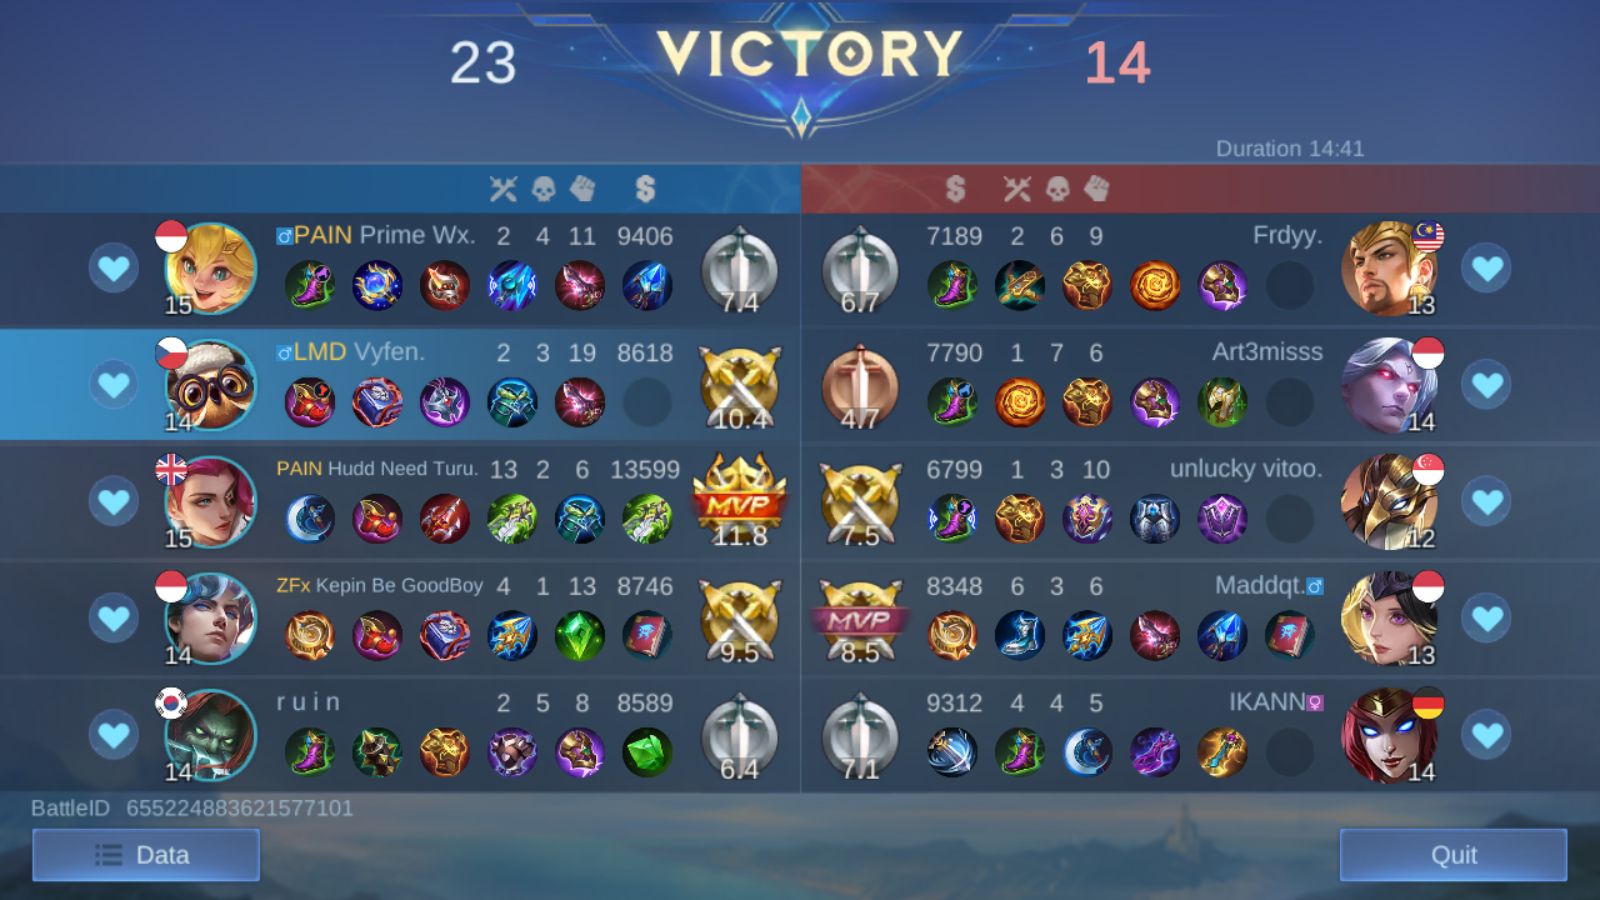 23 VICTORY 14
Duration 14:41
PAIN Prime Wx. 2 4 11 9406
15 7.4
7189 2 6 9 Frdyy.
6.7 13
LMD Vyfen. 2 3 19 8618
14 10.4
7790 1 7 6 Art3misss
4.7 14
PAIN Hudd Need Turu. 13 2 6 13599
MVP
15 11.8
6799 1 3 10 unlucky vitoo.
7.5 12
ZFx Kepin Be GoodBoy 4 1 13 8746
14 9.5
8348 6 3 6 Maddqt.
MVP
8.5 13
r u i n 2 5 8 8589
14 6.4
9312 4 4 5 IKANN
7.1 14
BattleID 655224883621577101
Data
Quit